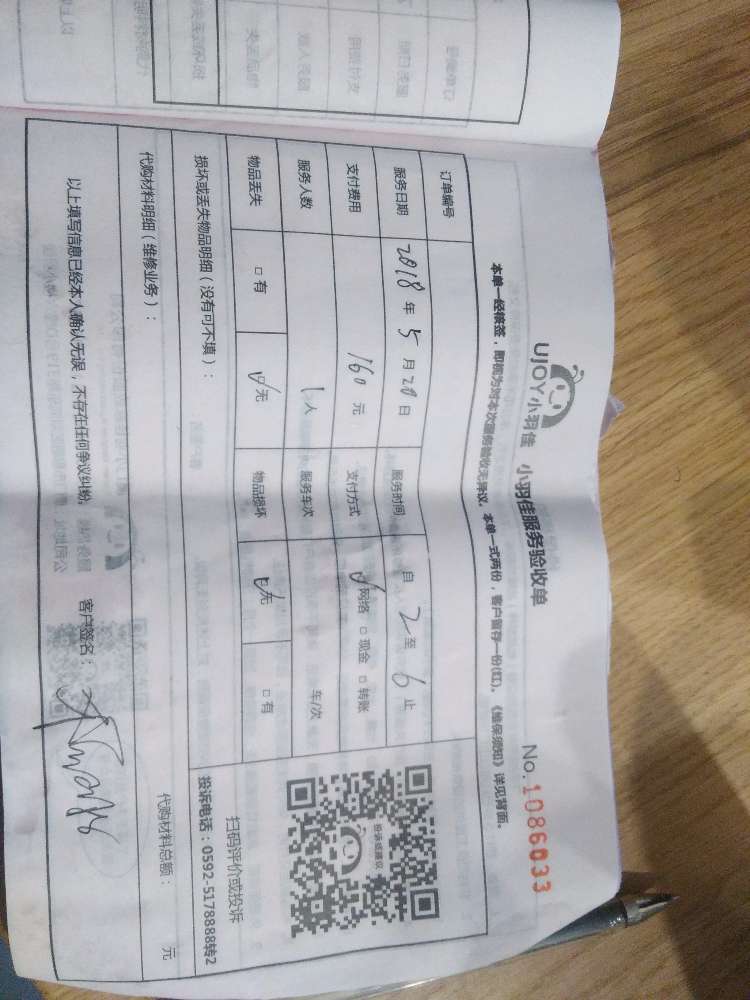 UJOY小羽佳 小羽佳服务验收单 No.1086033
本单一经核签,即视为对本次服务验收无异议。本单一式两份,客户留存一份(红)。《维保须知》详见背面。
订单编号
服务日期 2018 年 5 月 20 日 服务时间 自 2 至 6 止
支付费用 160 元 支付方式 ☑网络 □现金 □转账
服务人数 1人 服务车次 车/次
物品丢失 □有 ☑无 物品损坏 ☑无 □有
投诉或建议
扫码评价或投诉
投诉电话:0592-5178888转2
损坏或丢失物品明细(没有可不填):
代购材料明细(维修业务): 代购材料总额: 元
以上填写信息已经本人确认无误,不存在任何争议纠纷。 客户签名: